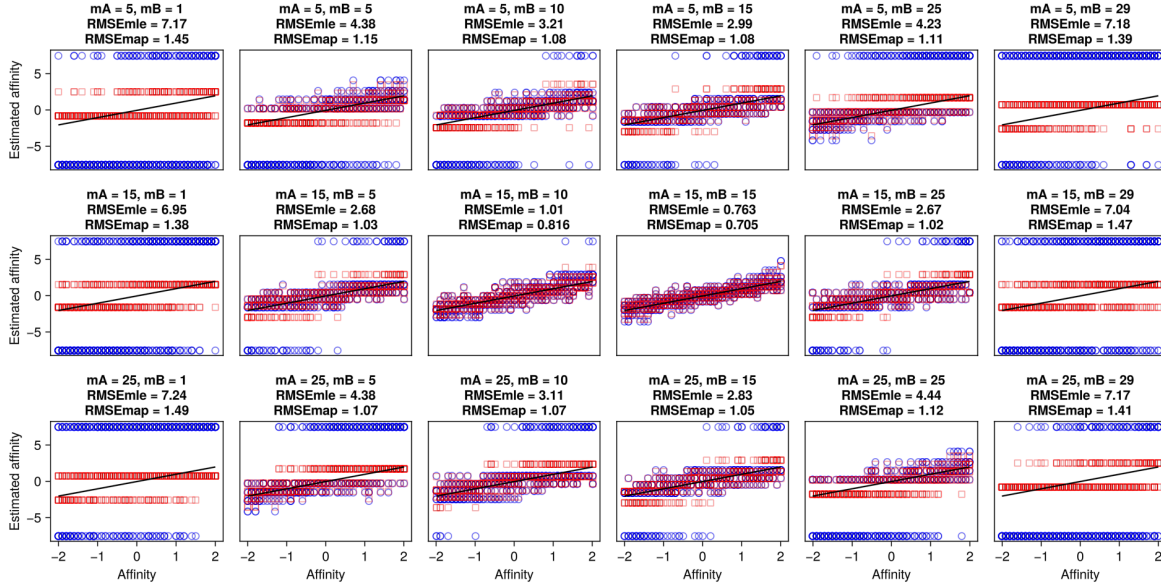 mA = 5, mB = 1
RMSEmle = 7.17
RMSEmap = 1.45
mA = 5, mB = 5
RMSEmle = 4.38
RMSEmap = 1.15
mA = 5, mB = 10
RMSEmle = 3.21
RMSEmap = 1.08
mA = 5, mB = 15
RMSEmle = 2.99
RMSEmap = 1.08
mA = 5, mB = 25
RMSEmle = 4.23
RMSEmap = 1.11
mA = 5, mB = 29
RMSEmle = 7.18
RMSEmap = 1.39
Estimated affinity
5
0
−5
mA = 15, mB = 1
RMSEmle = 6.95
RMSEmap = 1.38
mA = 15, mB = 5
RMSEmle = 2.68
RMSEmap = 1.03
mA = 15, mB = 10
RMSEmle = 1.01
RMSEmap = 0.816
mA = 15, mB = 15
RMSEmle = 0.763
RMSEmap = 0.705
mA = 15, mB = 25
RMSEmle = 2.67
RMSEmap = 1.02
mA = 15, mB = 29
RMSEmle = 7.04
RMSEmap = 1.47
Estimated affinity
5
0
−5
mA = 25, mB = 1
RMSEmle = 7.24
RMSEmap = 1.49
mA = 25, mB = 5
RMSEmle = 4.38
RMSEmap = 1.07
mA = 25, mB = 10
RMSEmle = 3.11
RMSEmap = 1.07
mA = 25, mB = 15
RMSEmle = 2.83
RMSEmap = 1.05
mA = 25, mB = 25
RMSEmle = 4.44
RMSEmap = 1.12
mA = 25, mB = 29
RMSEmle = 7.17
RMSEmap = 1.41
Estimated affinity
5
0
−5
−2 −1 0 1 2
−2 −1 0 1 2
−2 −1 0 1 2
−2 −1 0 1 2
−2 −1 0 1 2
−2 −1 0 1 2
Affinity
Affinity
Affinity
Affinity
Affinity
Affinity